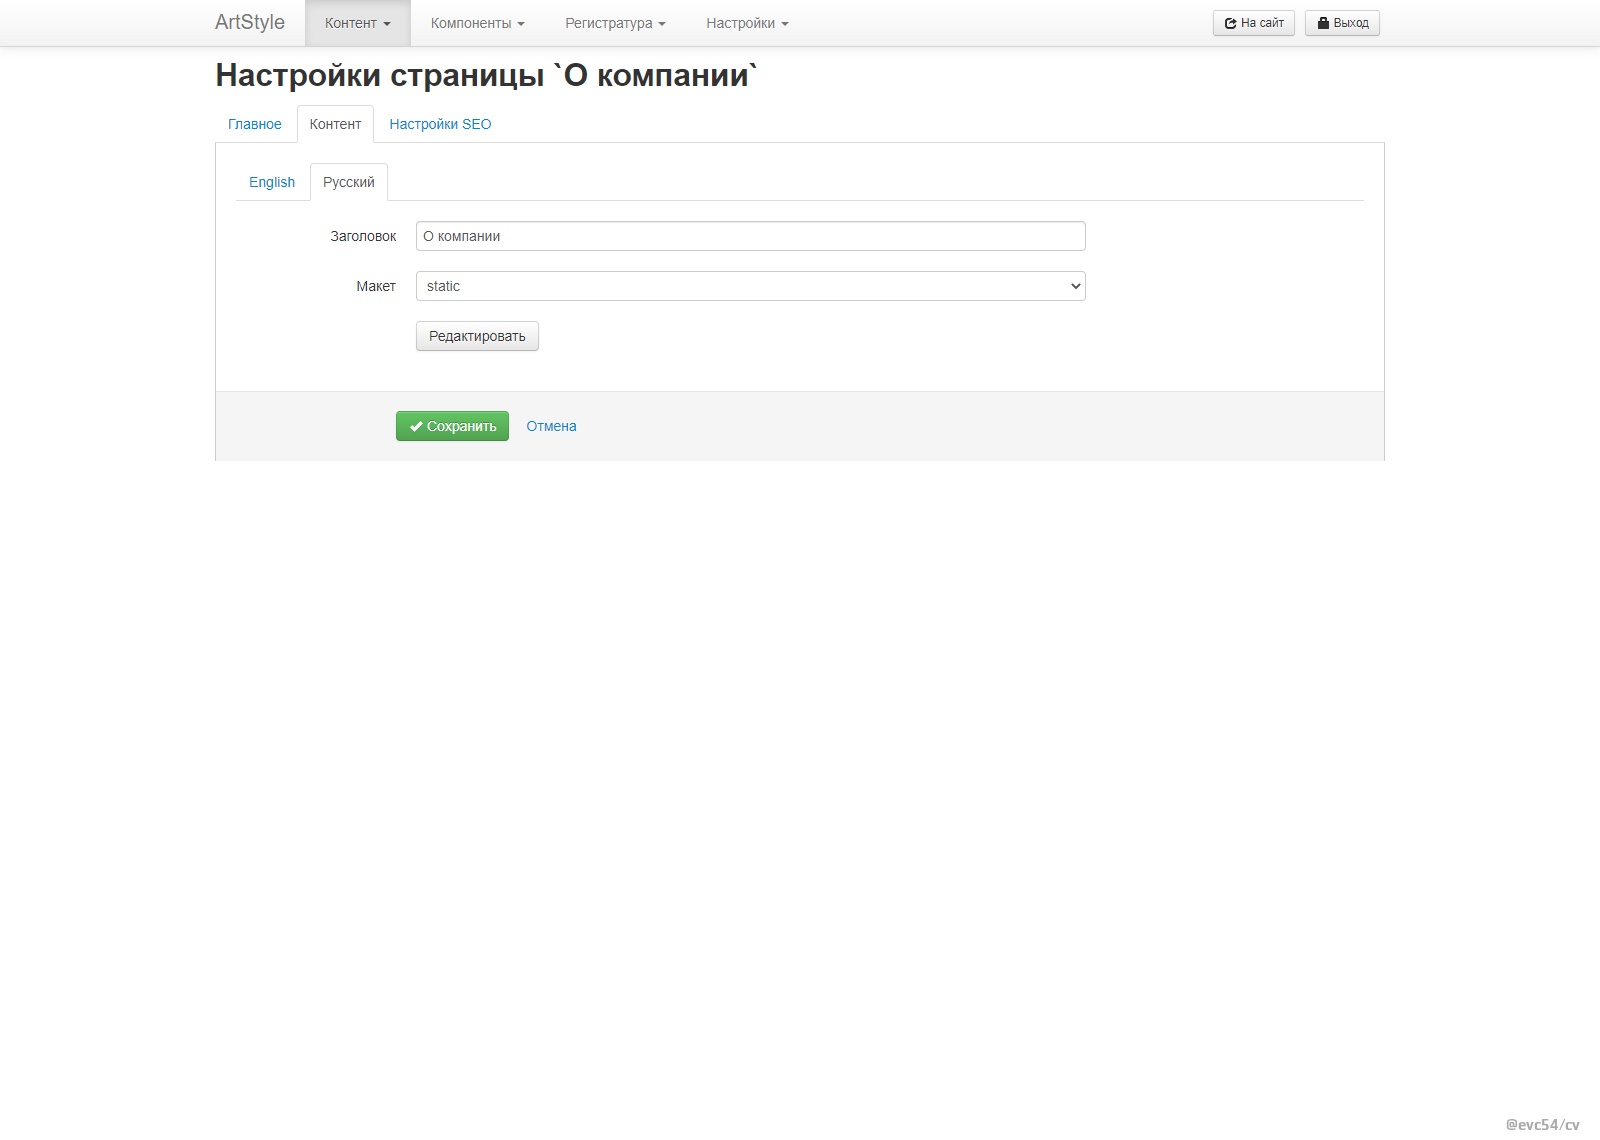 ArtStyle Контент Компоненты Регистратура Настройки На сайт Выход
Настройки страницы `О компании`
Главное Контент Настройки SEO
English Русский
Заголовок О компании
Макет static
Редактировать
Сохранить Отмена
@evc54/cv